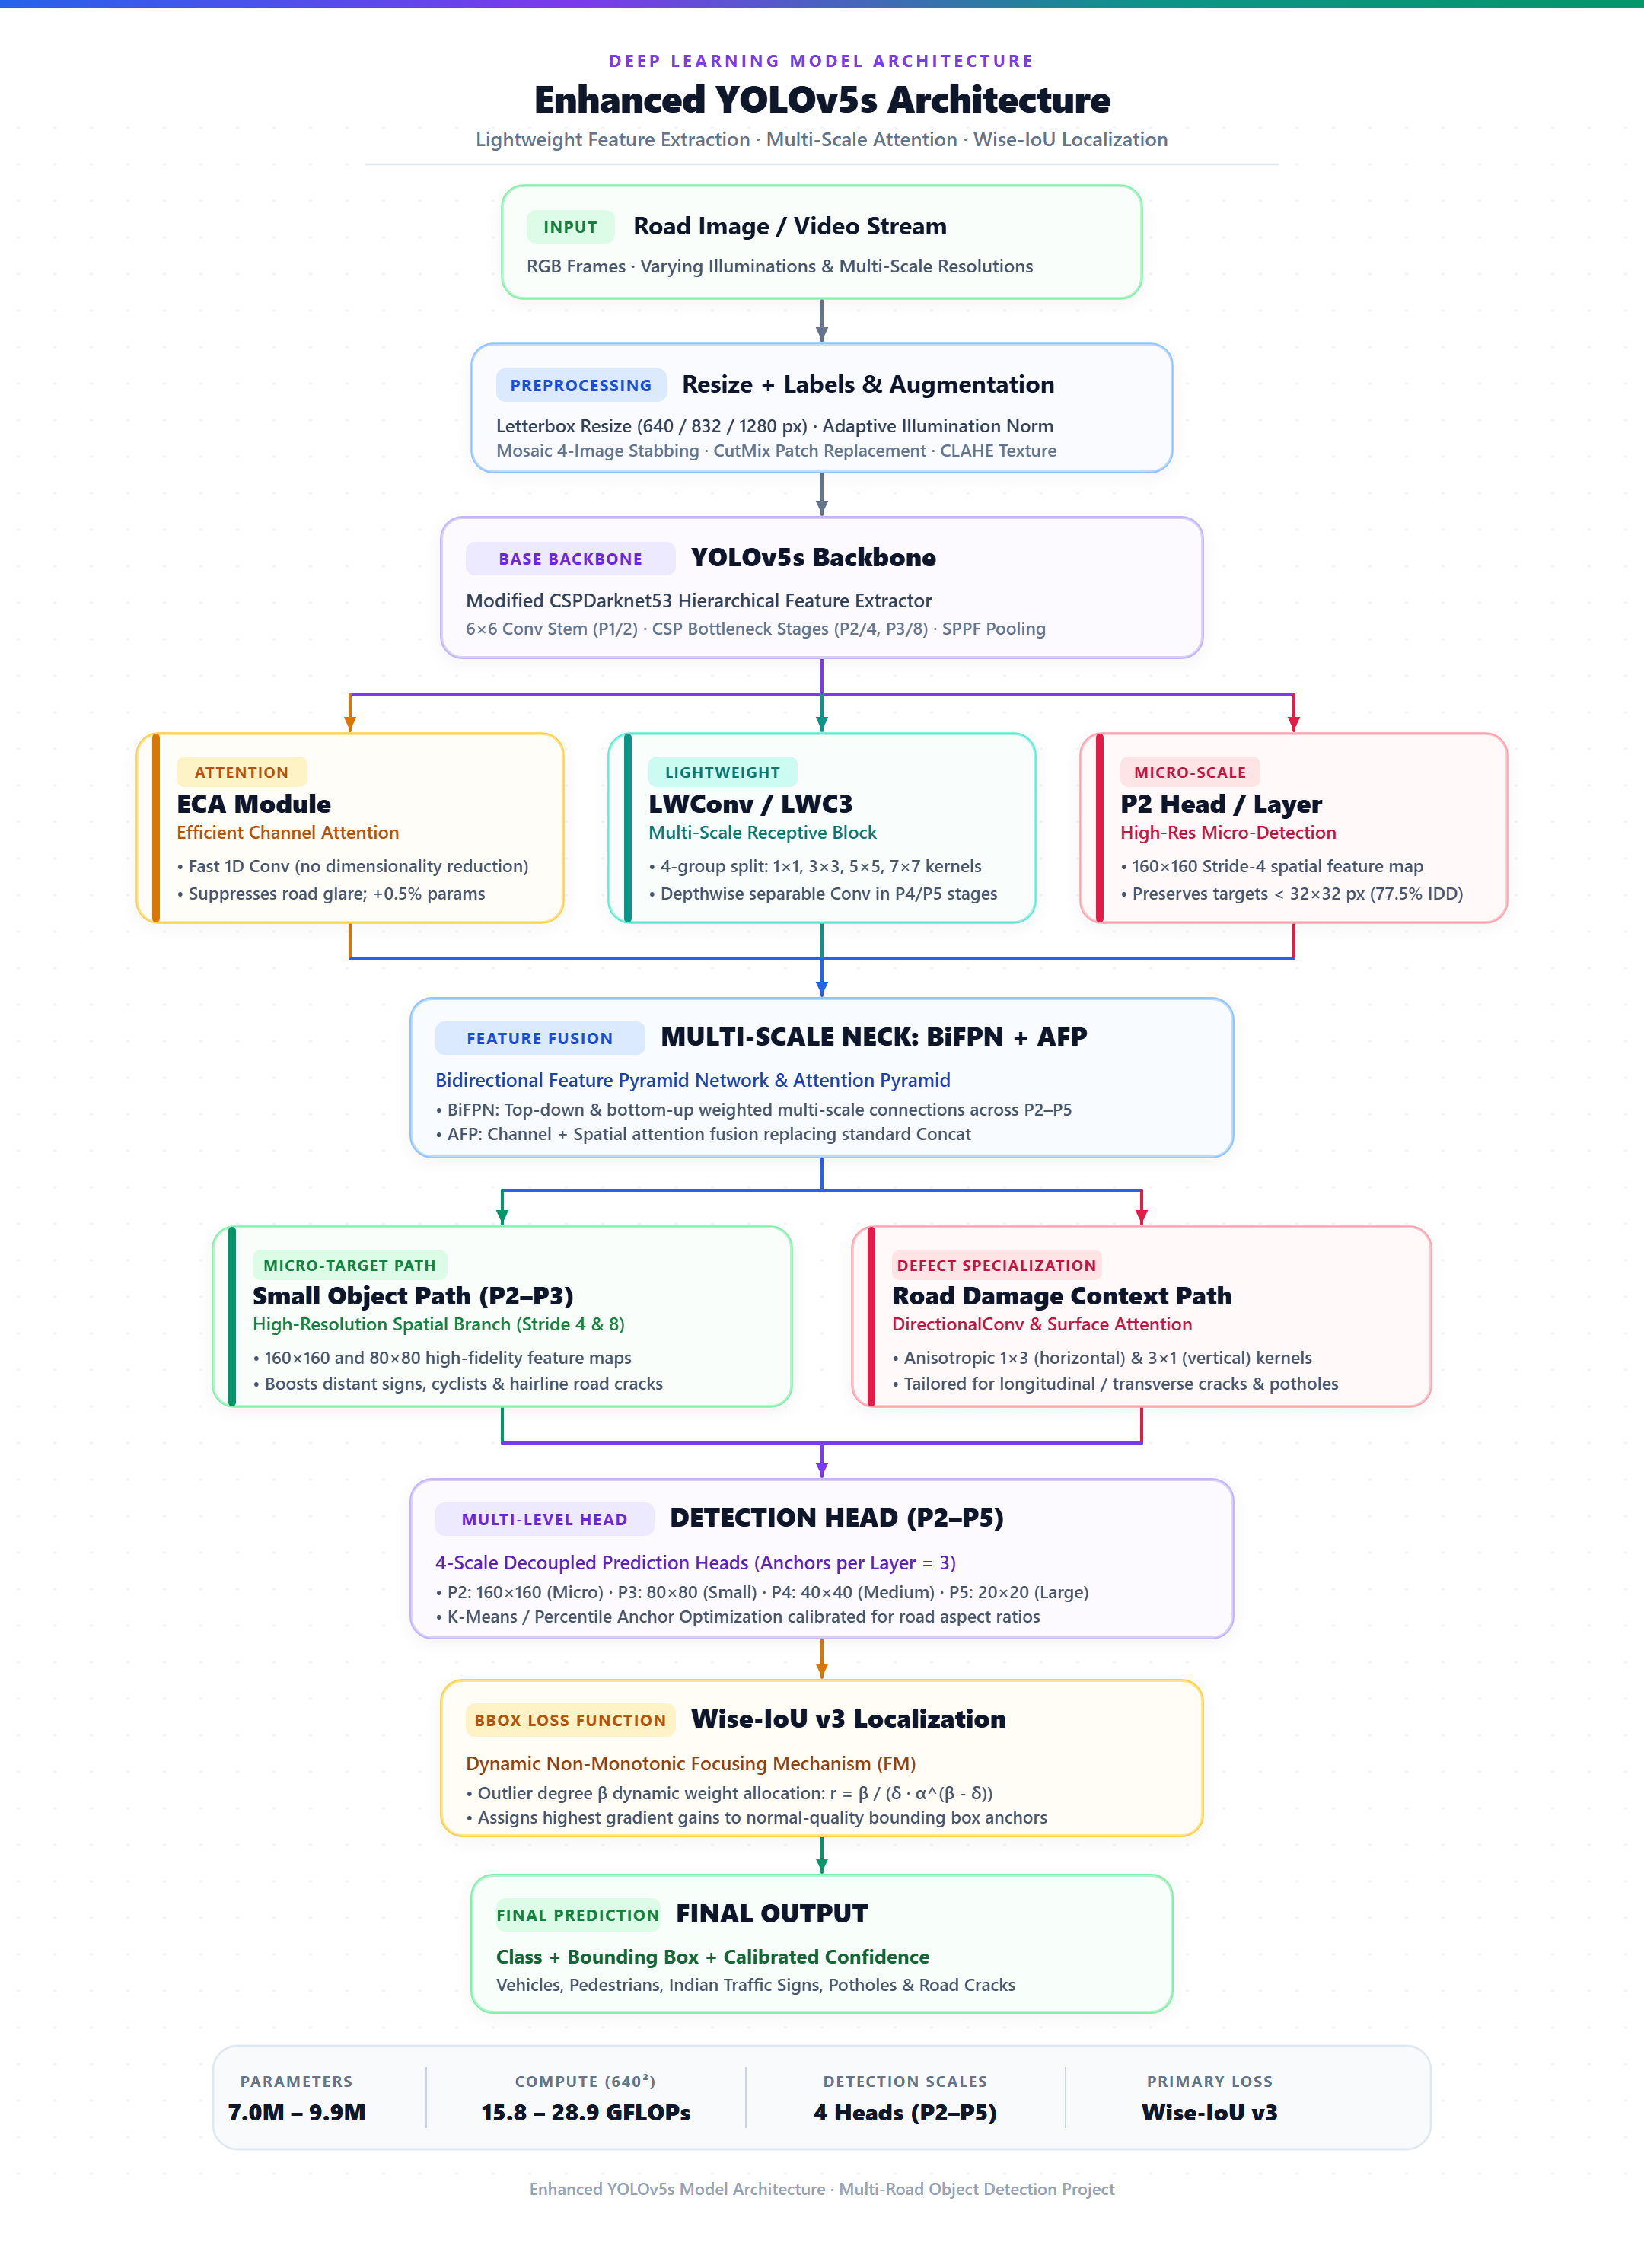 DEEP LEARNING MODEL ARCHITECTURE
Enhanced YOLOv5s Architecture
Lightweight Feature Extraction · Multi-Scale Attention · Wise-IoU Localization
INPUT Road Image / Video Stream
RGB Frames · Varying Illuminations & Multi-Scale Resolutions
PREPROCESSING Resize + Labels & Augmentation
Letterbox Resize (640 / 832 / 1280 px) · Adaptive Illumination Norm
Mosaic 4-Image Stabbing · CutMix Patch Replacement · CLAHE Texture
BASE BACKBONE YOLOv5s Backbone
Modified CSPDarknet53 Hierarchical Feature Extractor
6×6 Conv Stem (P1/2) · CSP Bottleneck Stages (P2/4, P3/8) · SPPF Pooling
ATTENTION
ECA Module
Efficient Channel Attention
• Fast 1D Conv (no dimensionality reduction)
• Suppresses road glare; +0.5% params
LIGHTWEIGHT
LWConv / LWC3
Multi-Scale Receptive Block
• 4-group split: 1×1, 3×3, 5×5, 7×7 kernels
• Depthwise separable Conv in P4/P5 stages
MICRO-SCALE
P2 Head / Layer
High-Res Micro-Detection
• 160×160 Stride-4 spatial feature map
• Preserves targets < 32×32 px (77.5% IDD)
FEATURE FUSION MULTI-SCALE NECK: BiFPN + AFP
Bidirectional Feature Pyramid Network & Attention Pyramid
• BiFPN: Top-down & bottom-up weighted multi-scale connections across P2–P5
• AFP: Channel + Spatial attention fusion replacing standard Concat
MICRO-TARGET PATH
Small Object Path (P2–P3)
High-Resolution Spatial Branch (Stride 4 & 8)
• 160×160 and 80×80 high-fidelity feature maps
• Boosts distant signs, cyclists & hairline road cracks
DEFECT SPECIALIZATION
Road Damage Context Path
DirectionalConv & Surface Attention
• Anisotropic 1×3 (horizontal) & 3×1 (vertical) kernels
• Tailored for longitudinal / transverse cracks & potholes
MULTI-LEVEL HEAD DETECTION HEAD (P2–P5)
4-Scale Decoupled Prediction Heads (Anchors per Layer = 3)
• P2: 160×160 (Micro) · P3: 80×80 (Small) · P4: 40×40 (Medium) · P5: 20×20 (Large)
• K-Means / Percentile Anchor Optimization calibrated for road aspect ratios
BBOX LOSS FUNCTION Wise-IoU v3 Localization
Dynamic Non-Monotonic Focusing Mechanism (FM)
• Outlier degree β dynamic weight allocation: r = β / (δ · α^(β - δ))
• Assigns highest gradient gains to normal-quality bounding box anchors
FINAL PREDICTION FINAL OUTPUT
Class + Bounding Box + Calibrated Confidence
Vehicles, Pedestrians, Indian Traffic Signs, Potholes & Road Cracks
PARAMETERS
7.0M – 9.9M
COMPUTE (640²)
15.8 – 28.9 GFLOPs
DETECTION SCALES
4 Heads (P2–P5)
PRIMARY LOSS
Wise-IoU v3
Enhanced YOLOv5s Model Architecture · Multi-Road Object Detection Project